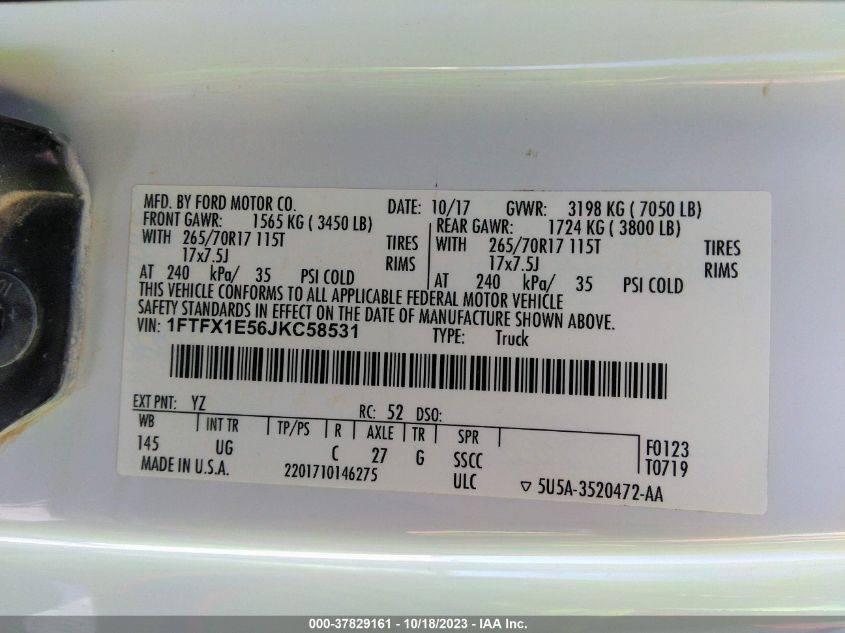 MFD. BY FORD MOTOR CO. DATE: 10/17 GVWR: 3198 KG ( 7050 LB)
FRONT GAWR: 1565 KG ( 3450 LB) REAR GAWR: 1724 KG ( 3800 LB)
WITH 265/70R17 115T TIRES WITH 265/70R17 115T TIRES
17x7.5J RIMS 17x7.5J RIMS
AT 240 kPa/ 35 PSI COLD AT 240 kPa/ 35 PSI COLD
THIS VEHICLE CONFORMS TO ALL APPLICABLE FEDERAL MOTOR VEHICLE
SAFETY STANDARDS IN EFFECT ON THE DATE OF MANUFACTURE SHOWN ABOVE.
VIN: 1FTFX1E56JKC58531 TYPE: Truck
EXT PNT: YZ RC: 52 DSO:
WB INT TR TP/PS R AXLE TR SPR F0123
145 UG C 27 G SSCC T0719
MADE IN U.S.A. 2201710146275 ULC ▽ 5U5A-3520472-AA
000-37829161 - 10/18/2023 - IAA Inc.